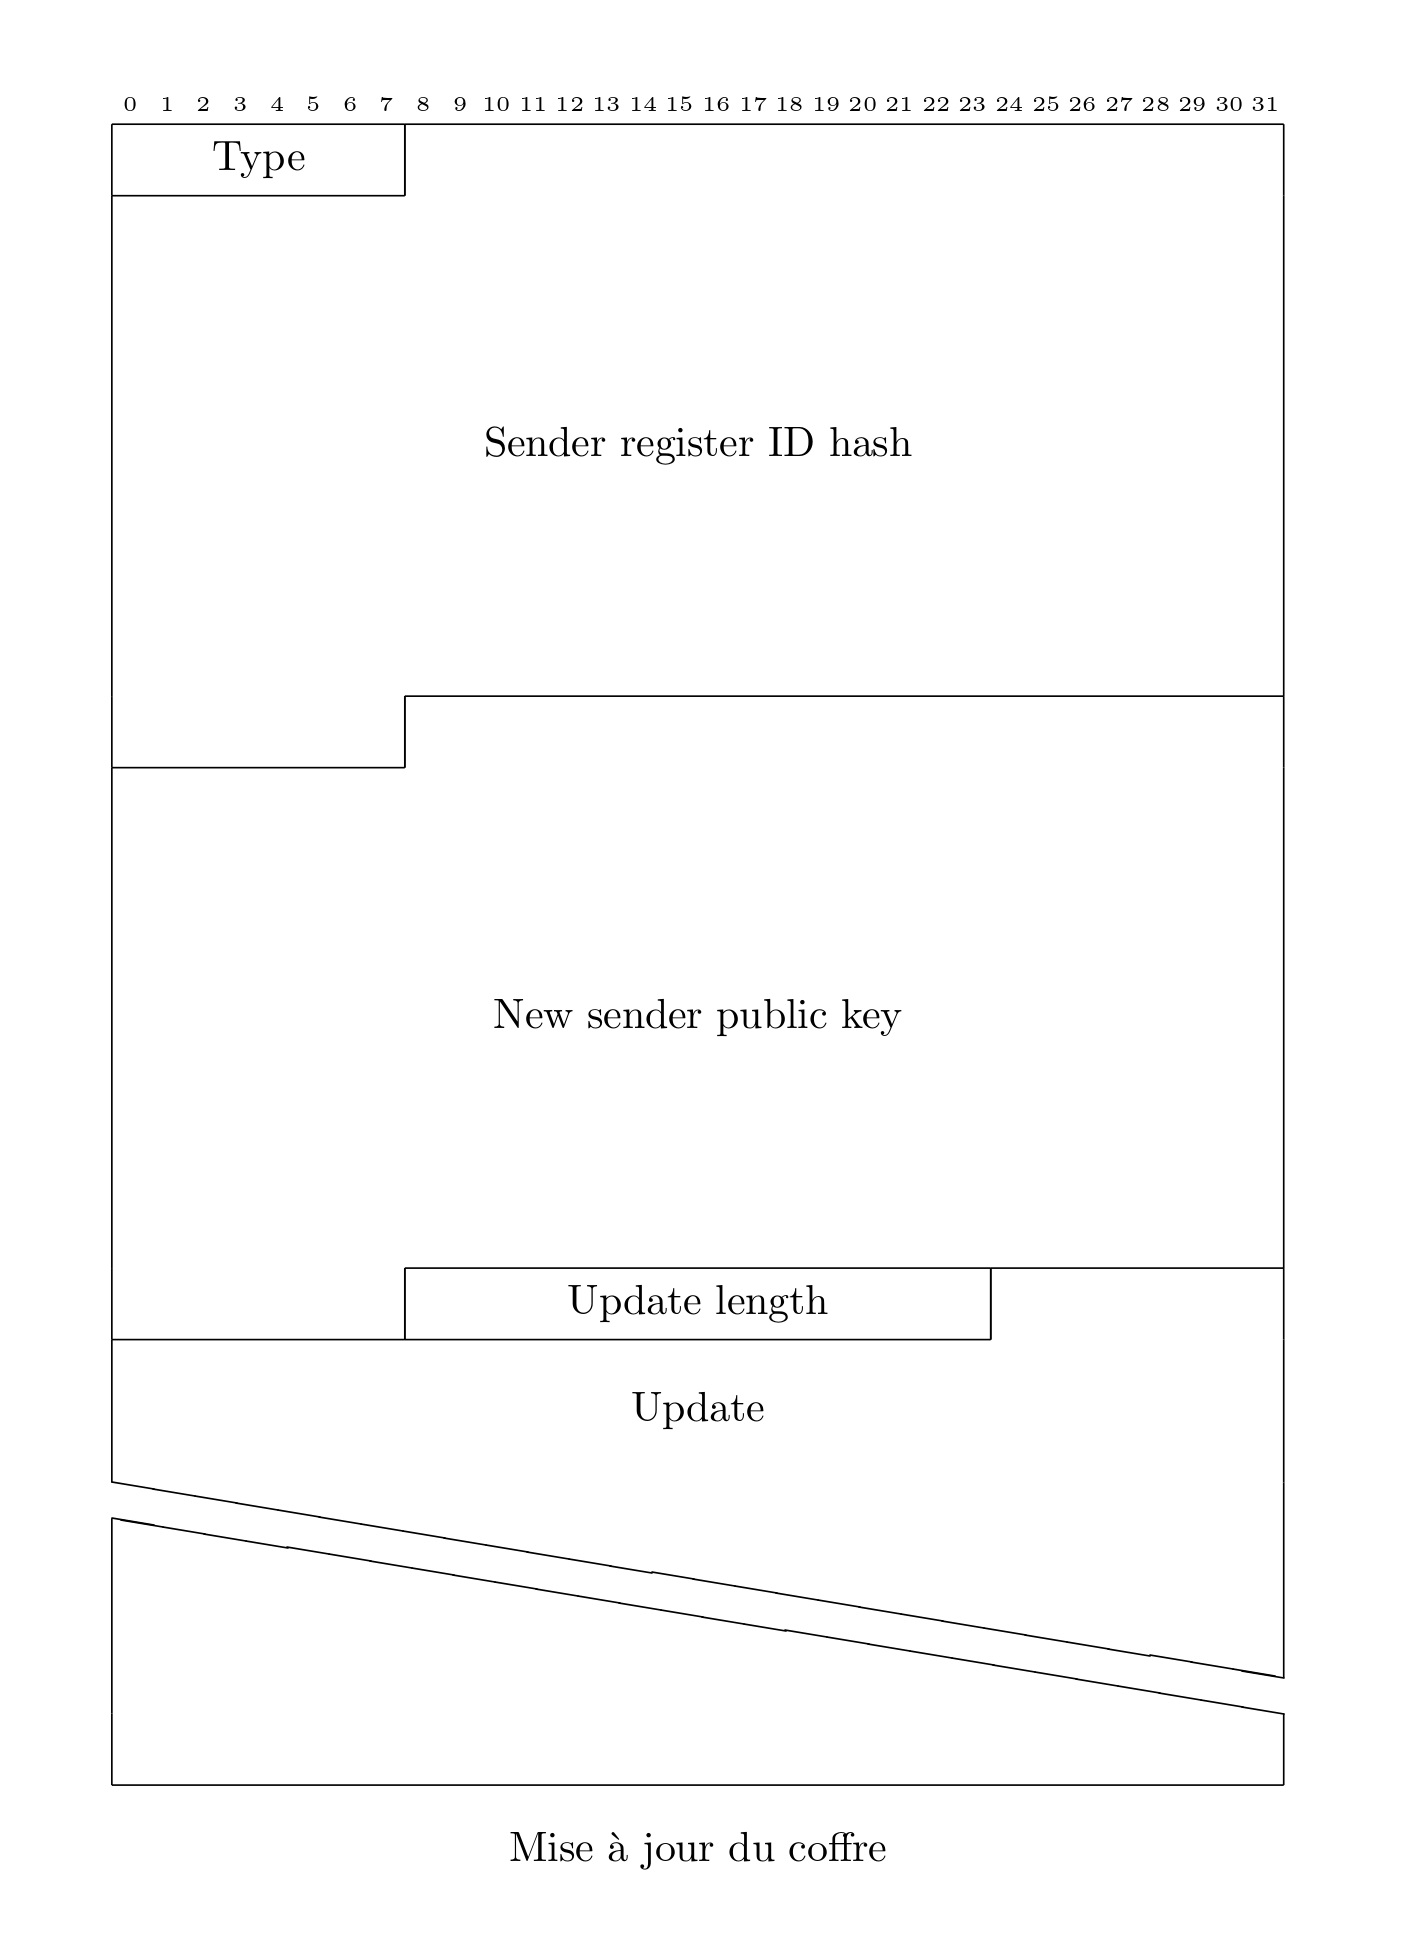 0 1 2 3 4 5 6 7 8 9 10 11 12 13 14 15 16 17 18 19 20 21 22 23 24 25 26 27 28 29 30 31
Type
Sender register ID hash
New sender public key
Update length
Update
Mise à jour du coffre